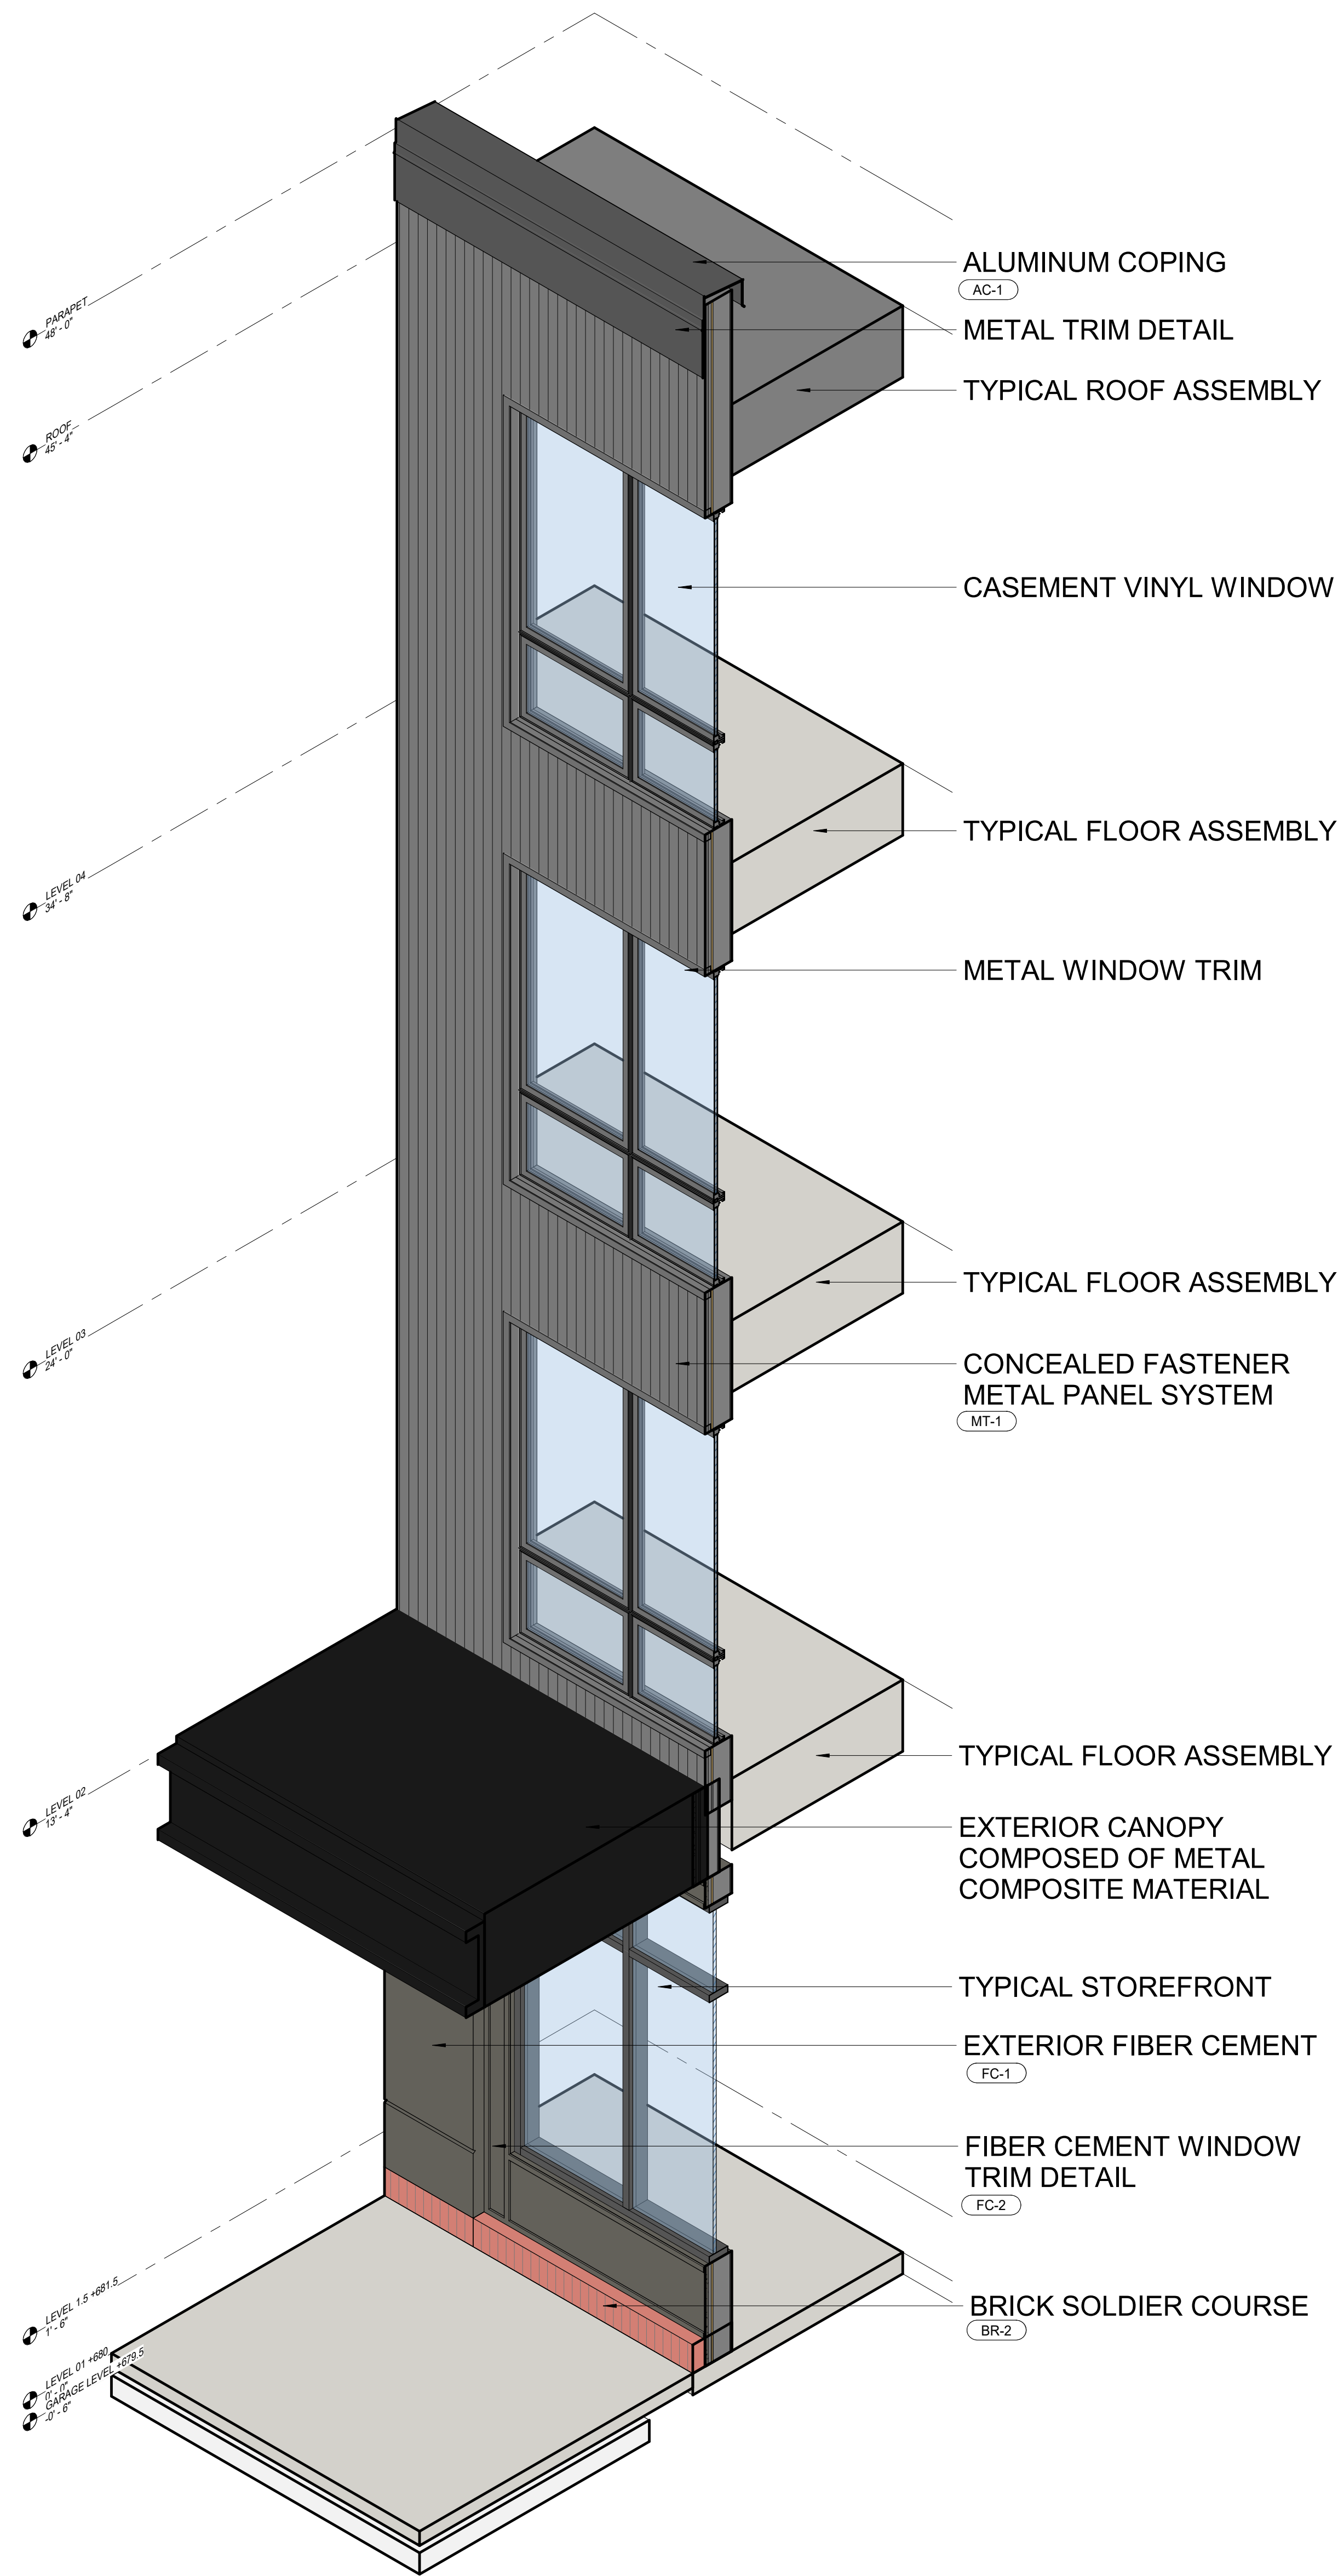 ALUMINUM COPING
AC-1
METAL TRIM DETAIL
TYPICAL ROOF ASSEMBLY
CASEMENT VINYL WINDOW
TYPICAL FLOOR ASSEMBLY
METAL WINDOW TRIM
TYPICAL FLOOR ASSEMBLY
CONCEALED FASTENER
METAL PANEL SYSTEM
MT-1
TYPICAL FLOOR ASSEMBLY
EXTERIOR CANOPY
COMPOSED OF METAL
COMPOSITE MATERIAL
TYPICAL STOREFRONT
EXTERIOR FIBER CEMENT
FC-1
FIBER CEMENT WINDOW
TRIM DETAIL
FC-2
BRICK SOLDIER COURSE
BR-2
PARAPET
48' - 0"
ROOF
45' - 4"
LEVEL 04
34' - 8"
LEVEL 03
24' - 0"
LEVEL 02
13' - 4"
LEVEL 1.5 +681.5
1' - 6"
LEVEL 01 +680
0' - 0"
GARAGE LEVEL +679.5
-0' - 6"